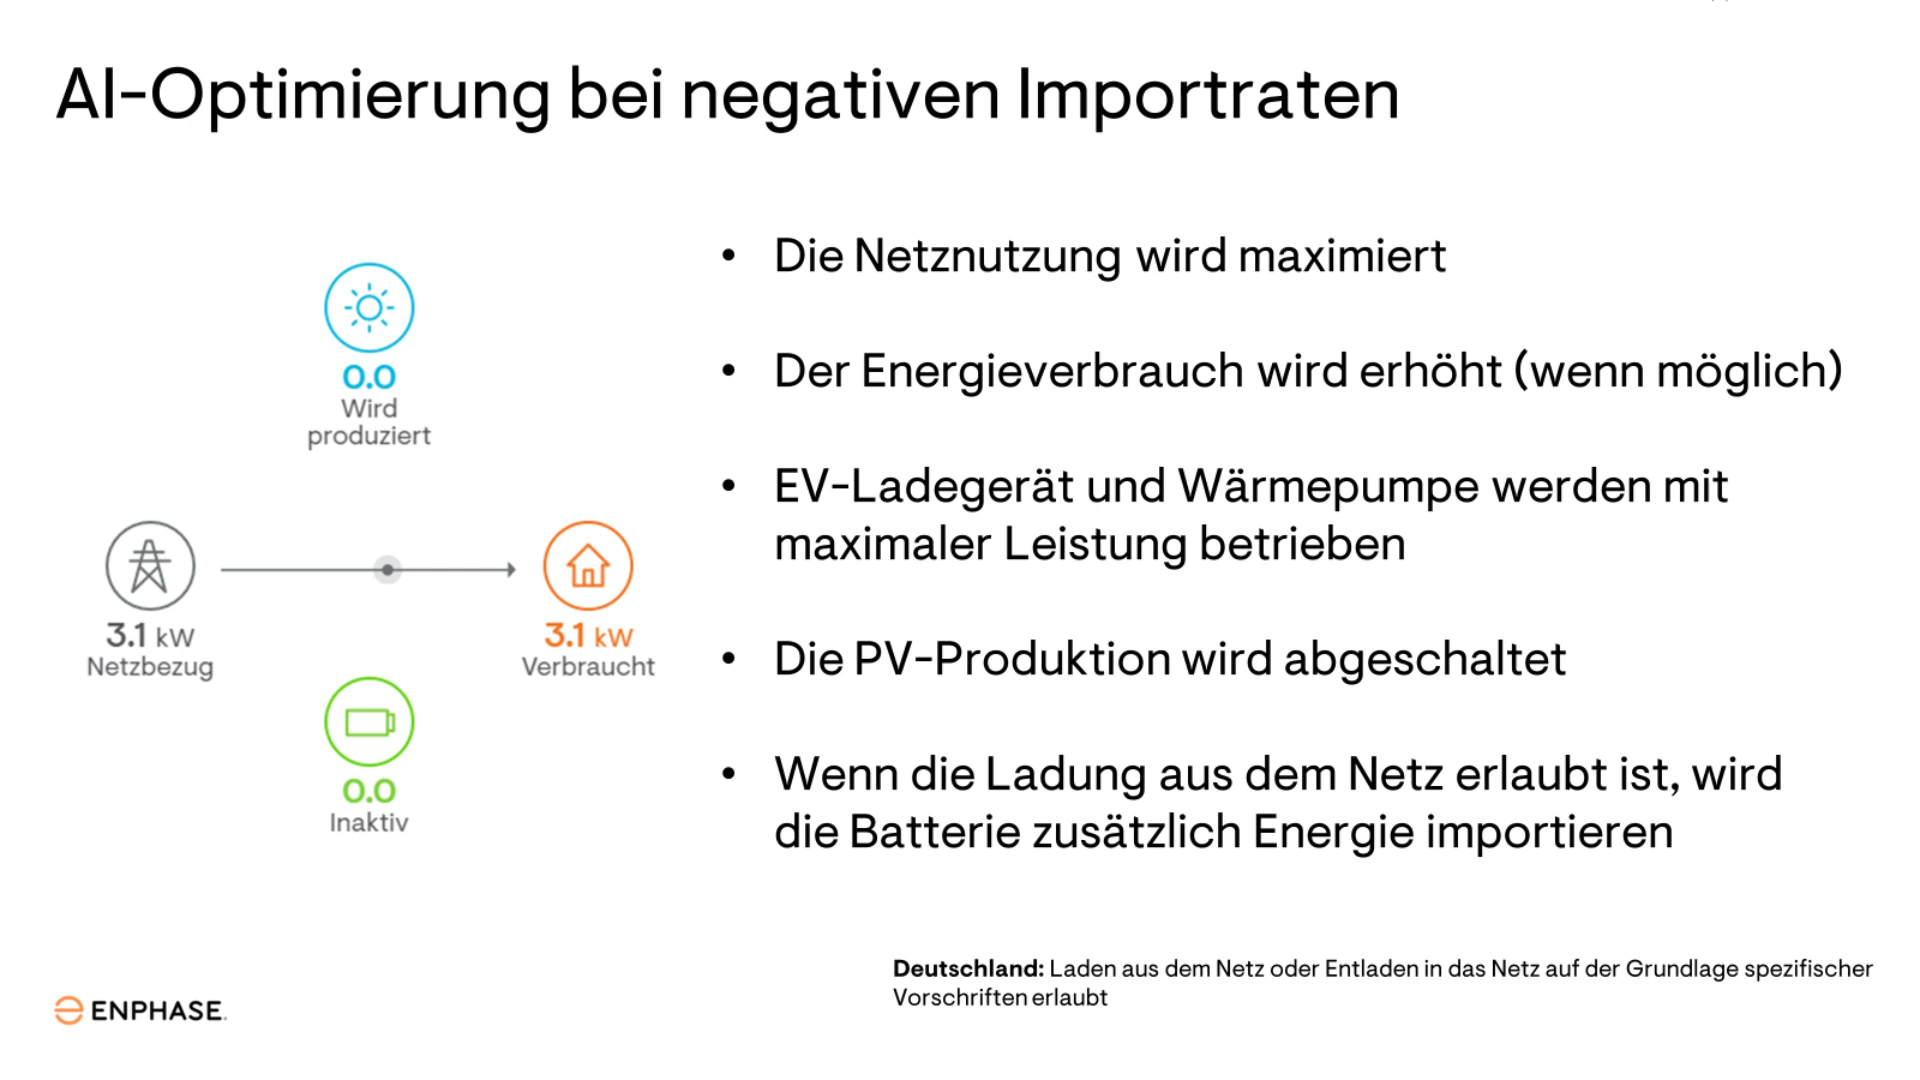 AI-Optimierung bei negativen Importraten
0.0
Wird
produziert
3.1 kW
Netzbezug
3.1 kW
Verbraucht
0.0
Inaktiv
• Die Netznutzung wird maximiert
• Der Energieverbrauch wird erhöht (wenn möglich)
• EV-Ladegerät und Wärmepumpe werden mit
maximaler Leistung betrieben
• Die PV-Produktion wird abgeschaltet
• Wenn die Ladung aus dem Netz erlaubt ist, wird
die Batterie zusätzlich Energie importieren
Deutschland: Laden aus dem Netz oder Entladen in das Netz auf der Grundlage spezifischer
Vorschriften erlaubt
ENPHASE.